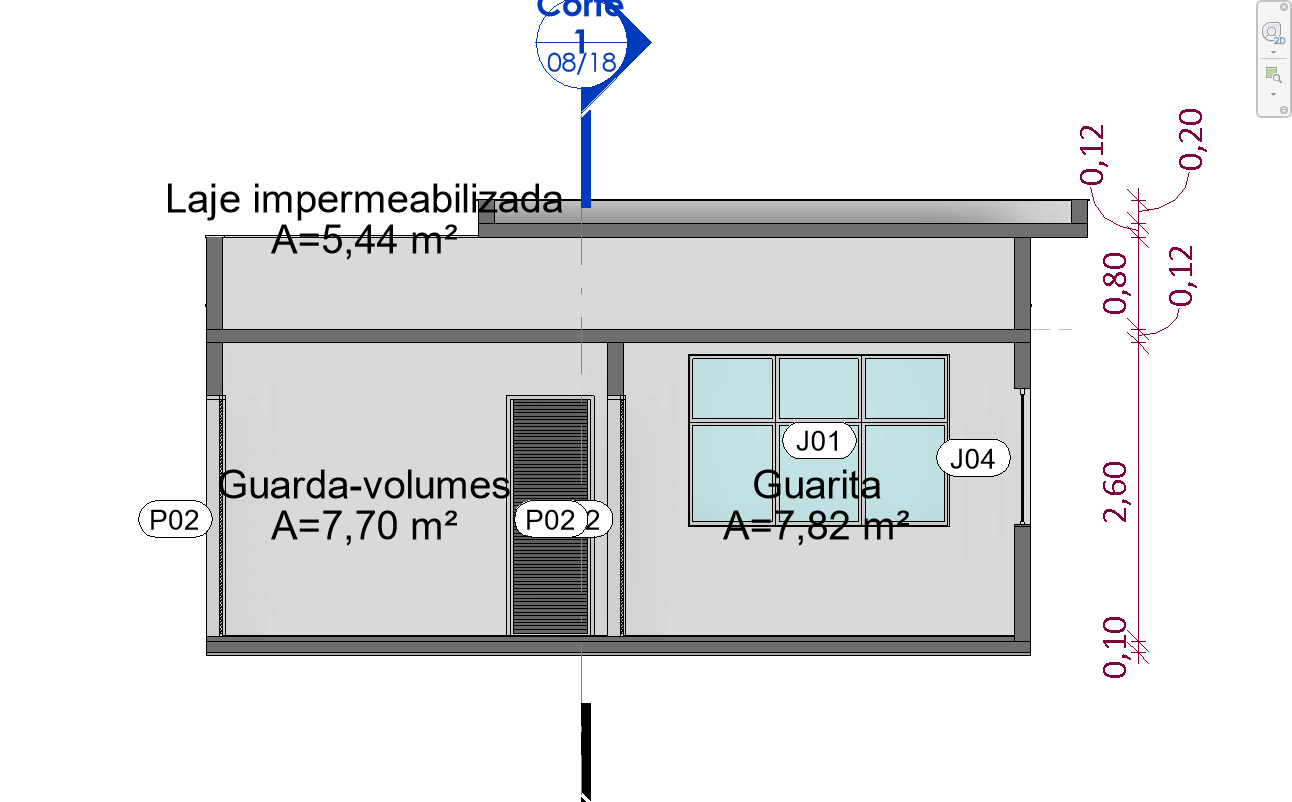 Corte
1
08/18
Laje impermeabilizada
A=5,44 m²
0,12
0,20
0,80
0,12
J01
J04
Guarda-volumes
A=7,70 m²
Guarita
A=7,82 m²
P02
P02
2
2,60
0,10
2D